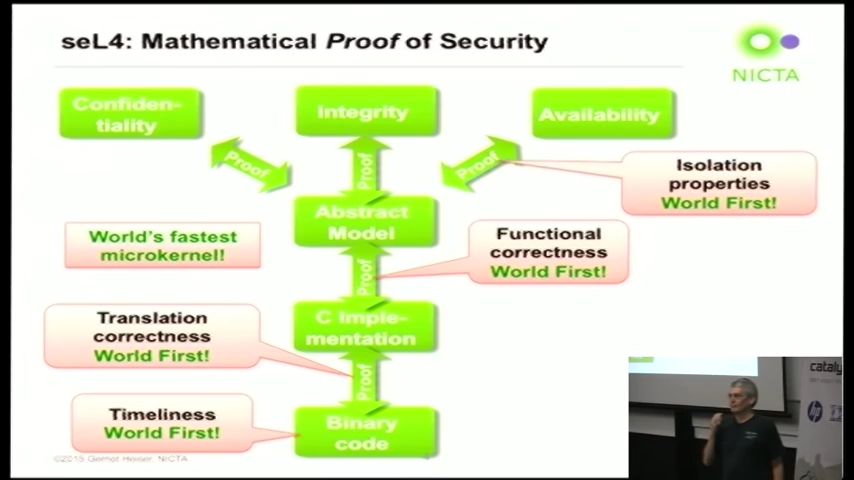 seL4: Mathematical Proof of Security
NICTA
Confiden-
tiality
Integrity
Availability
Proof
Proof
Proof
Isolation
properties
World First!
Abstract
Model
World's fastest
microkernel!
Functional
correctness
World First!
Proof
C Imple-
mentation
Translation
correctness
World First!
Proof
Timeliness
World First!
Binary
code
©2015 Gernot Heiser, NICTA
cataly
hp